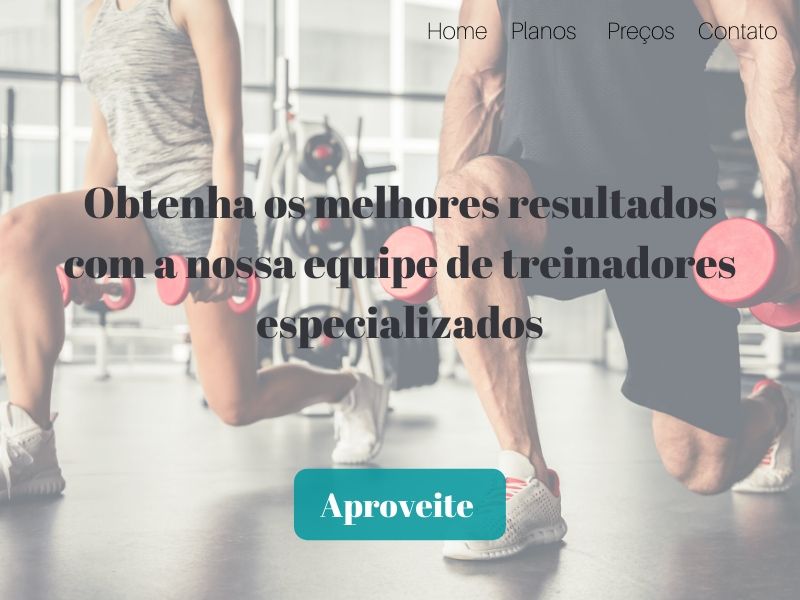 Home Planos Preços Contato
Obtenha os melhores resultados
com a nossa equipe de treinadores
especializados
Aproveite